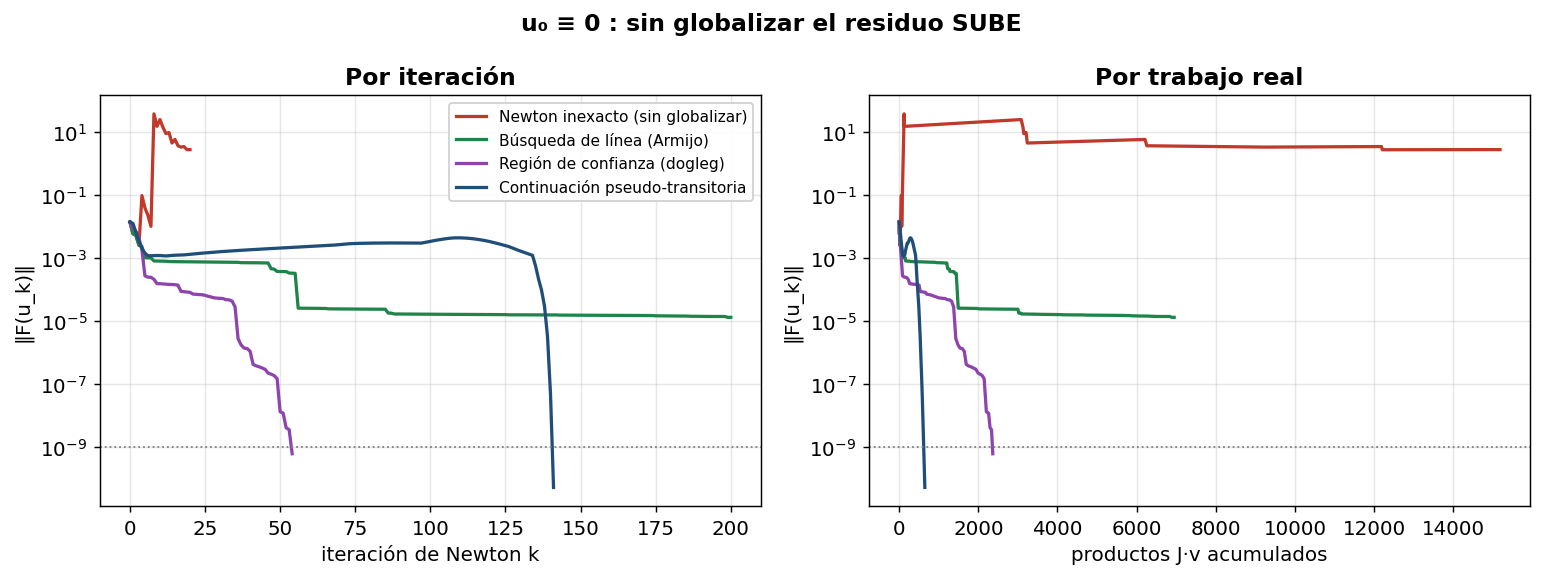 u₀ ≡ 0 : sin globalizar el residuo SUBE
Por iteración
‖F(u_k)‖
10¹
10⁻¹
10⁻³
10⁻⁵
10⁻⁷
10⁻⁹
Newton inexacto (sin globalizar)
Búsqueda de línea (Armijo)
Región de confianza (dogleg)
Continuación pseudo-transitoria
0 25 50 75 100 125 150 175 200
iteración de Newton k
Por trabajo real
‖F(u_k)‖
10¹
10⁻¹
10⁻³
10⁻⁵
10⁻⁷
10⁻⁹
0 2000 4000 6000 8000 10000 12000 14000
productos J·v acumulados